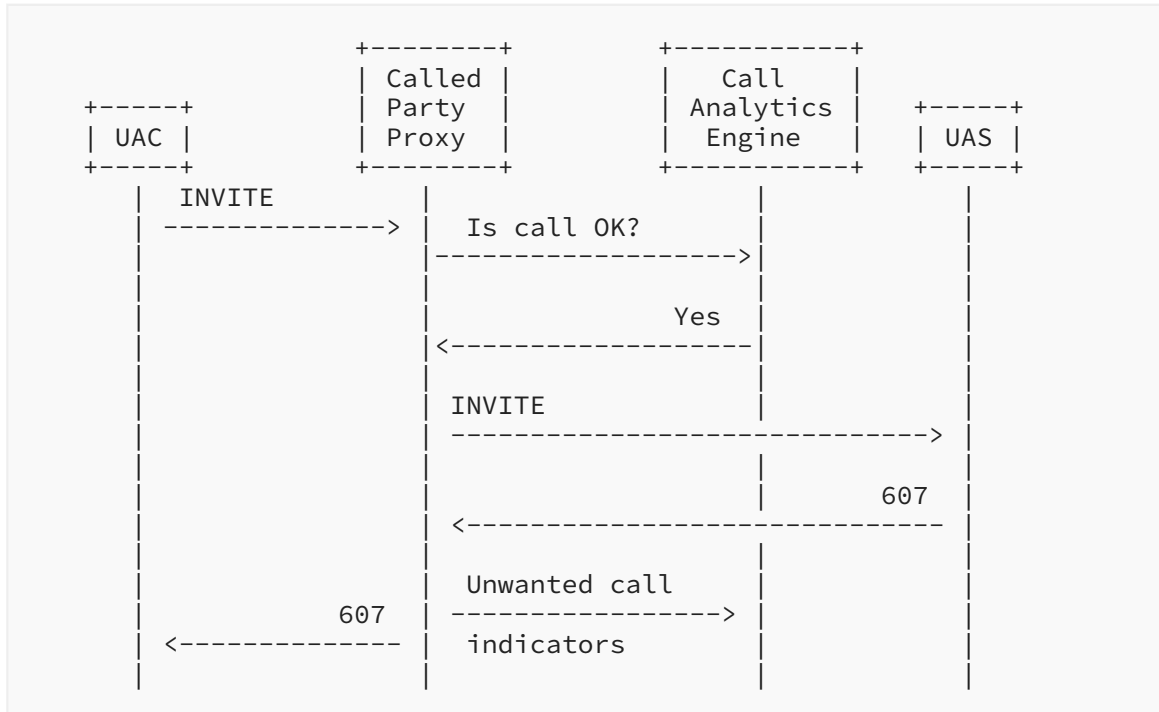 Called Call
Party Analytics
UAC Proxy Engine UAS
INVITE
Is call OK?
Yes
INVITE
607
Unwanted call
607
indicators